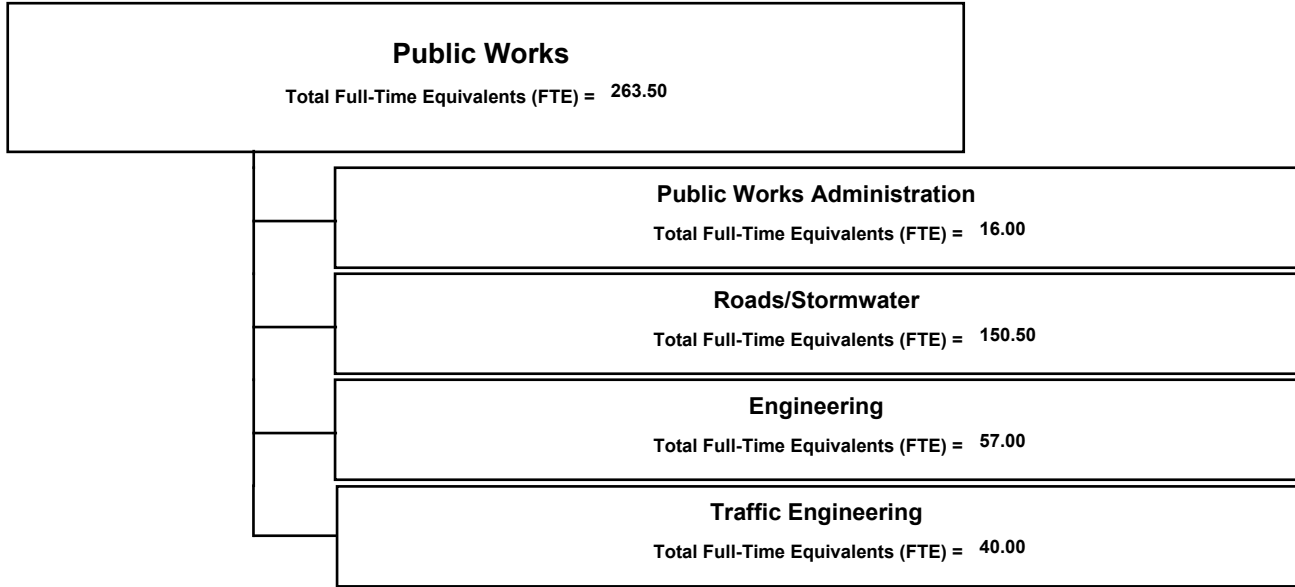 Public Works
Total Full-Time Equivalents (FTE) = 263.50
Public Works Administration
Total Full-Time Equivalents (FTE) = 16.00
Roads/Stormwater
Total Full-Time Equivalents (FTE) = 150.50
Engineering
Total Full-Time Equivalents (FTE) = 57.00
Traffic Engineering
Total Full-Time Equivalents (FTE) = 40.00